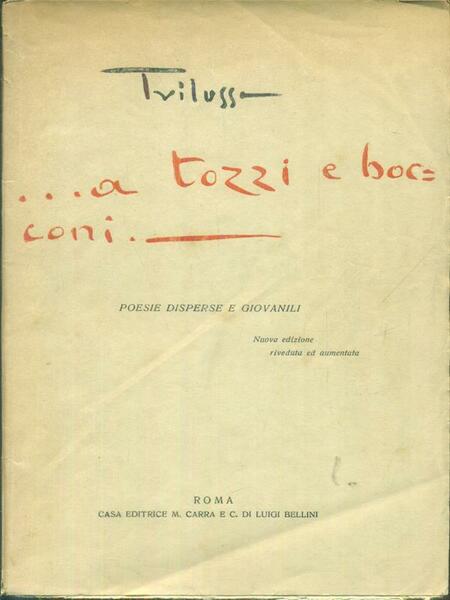 Trilussa
...a tozzi e boc=
coni.
POESIE DISPERSE E GIOVANILI
Nuova edizione
riveduta ed aumentata
ROMA
CASA EDITRICE M. CARRA E C. DI LUIGI BELLINI